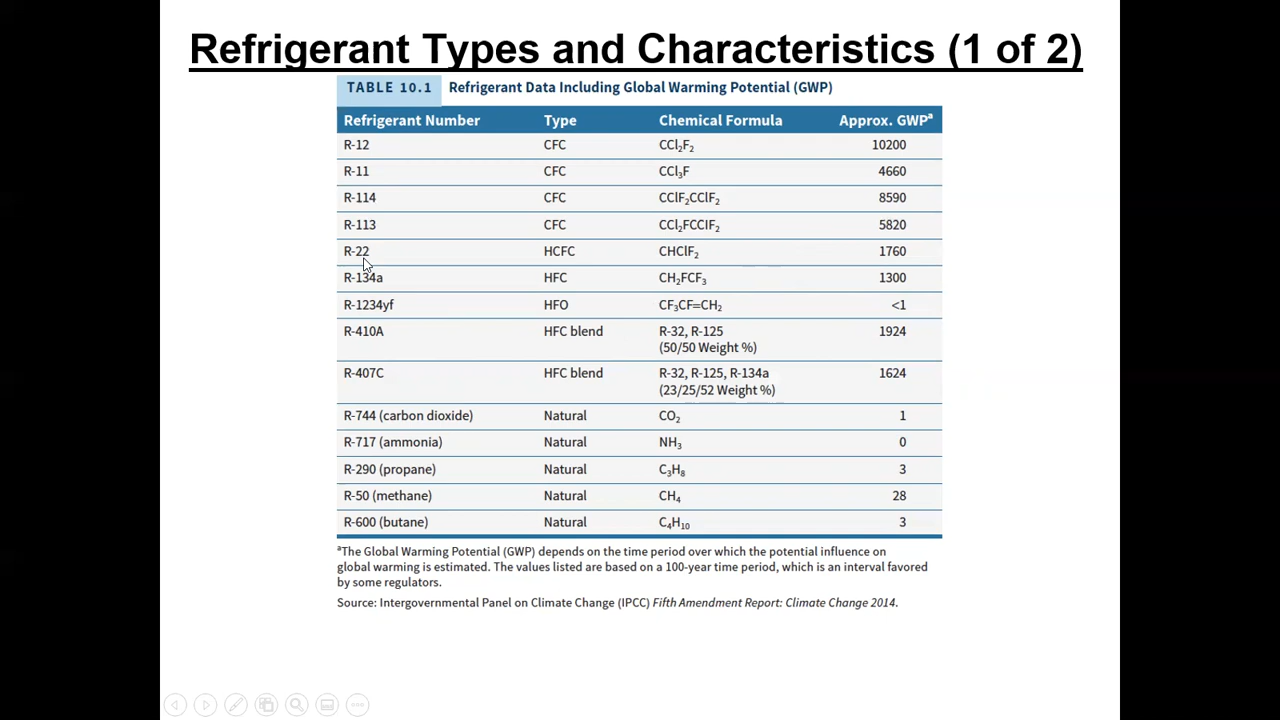 Refrigerant Types and Characteristics (1 of 2)
TABLE 10.1 Refrigerant Data Including Global Warming Potential (GWP)
Refrigerant Number Type Chemical Formula Approx. GWPᵃ
R-12 CFC CCl₂F₂ 10200
R-11 CFC CCl₃F 4660
R-114 CFC CClF₂CClF₂ 8590
R-113 CFC CCl₂FCClF₂ 5820
R-22 HCFC CHClF₂ 1760
R-134a HFC CH₂FCF₃ 1300
R-1234yf HFO CF₃CF=CH₂ <1
R-410A HFC blend R-32, R-125 1924
(50/50 Weight %)
R-407C HFC blend R-32, R-125, R-134a 1624
(23/25/52 Weight %)
R-744 (carbon dioxide) Natural CO₂ 1
R-717 (ammonia) Natural NH₃ 0
R-290 (propane) Natural C₃H₈ 3
R-50 (methane) Natural CH₄ 28
R-600 (butane) Natural C₄H₁₀ 3
ᵃThe Global Warming Potential (GWP) depends on the time period over which the potential influence on
global warming is estimated. The values listed are based on a 100-year time period, which is an interval favored
by some regulators.
Source: Intergovernmental Panel on Climate Change (IPCC) Fifth Amendment Report: Climate Change 2014.